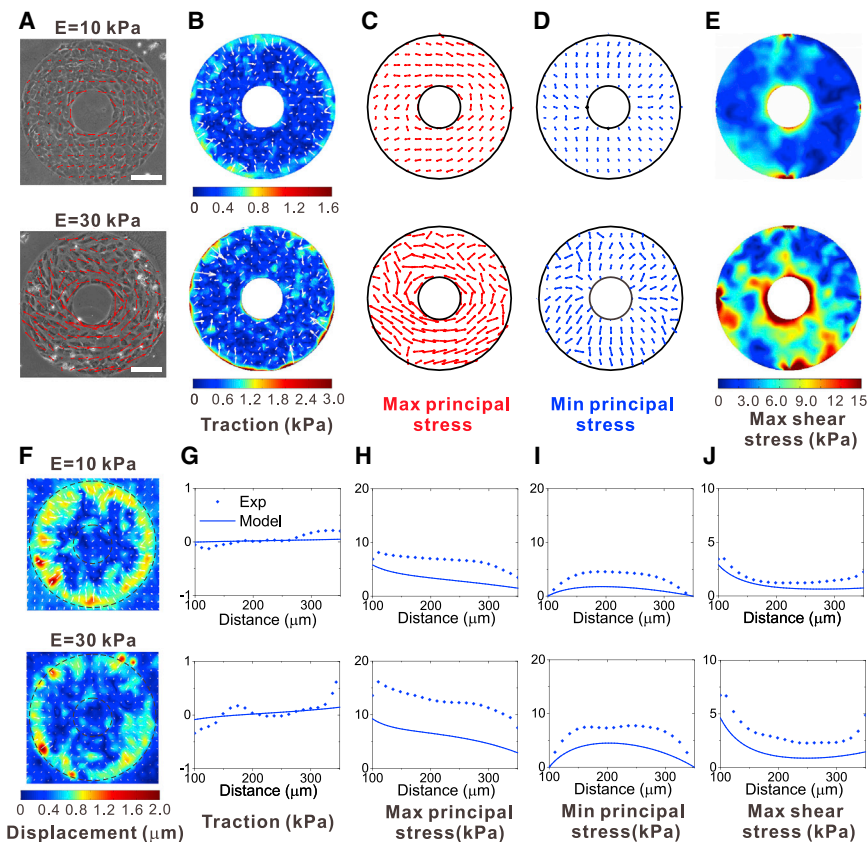 A B C D E
E=10 kPa
0 0.4 0.8 1.2 1.6
E=30 kPa
0 0.6 1.2 1.8 2.4 3.0
Traction (kPa)
Max principal
stress
Min principal
stress
0 3.0 6.0 9.0 12 15
Max shear
stress (kPa)
F G H I J
E=10 kPa
1
0
-1
Exp
Model
100 200 300
Distance (μm)
20
10
0
100 200 300
Distance (μm)
20
10
0
100 200 300
Distance (μm)
10
5
0
100 200 300
Distance (μm)
E=30 kPa
1
0
-1
100 200 300
Distance (μm)
20
10
0
100 200 300
Distance (μm)
20
10
0
100 200 300
Distance (μm)
10
5
0
100 200 300
Distance (μm)
0 0.4 0.8 1.2 1.6 2.0
Displacement (μm)
Traction (kPa)
Max principal
stress(kPa)
Min principal
stress(kPa)
Max shear
stress (kPa)